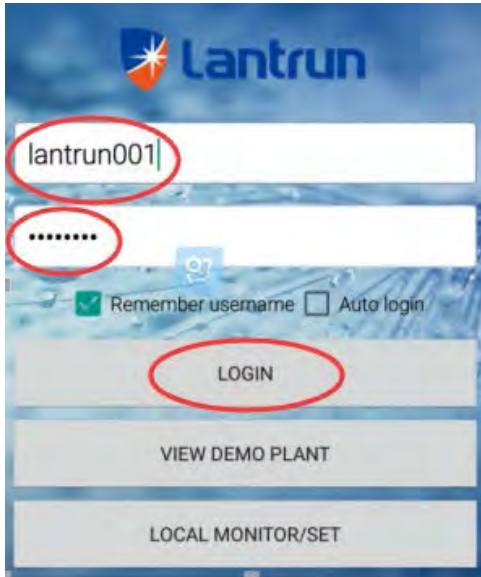 Lantrun
lantrun001
••••••••
Remember username Auto login
LOGIN
VIEW DEMO PLANT
LOCAL MONITOR/SET